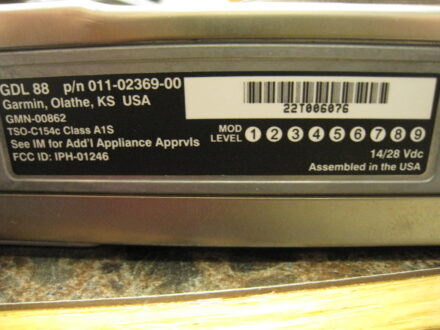 GDL 88 p/n 011-02369-00
Garmin, Olathe, KS USA
GMN-00862
TSO-C154c Class A1S
See IM for Add'l Appliance Apprvls
FCC ID: IPH-01246
22T006076
MOD LEVEL 1 2 3 4 5 6 7 8 9
14/28 Vdc
Assembled in the USA